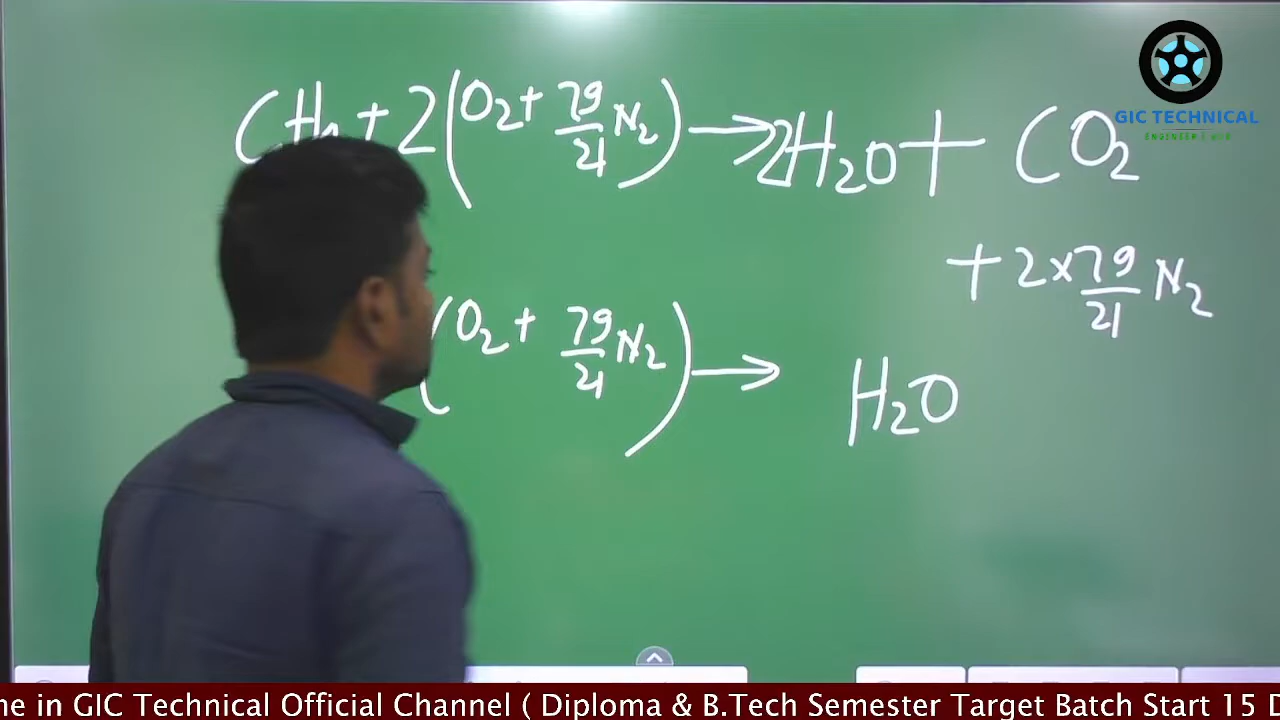 CH₄ + 2(O₂ + 79/21 N₂) → 2H₂O + CO₂
+ 2×79/21 N₂
(O₂ + 79/21 N₂) → H₂O
GIC TECHNICAL
ne in GIC Technical Official Channel ( Diploma & B.Tech Semester Target Batch Start 15 D